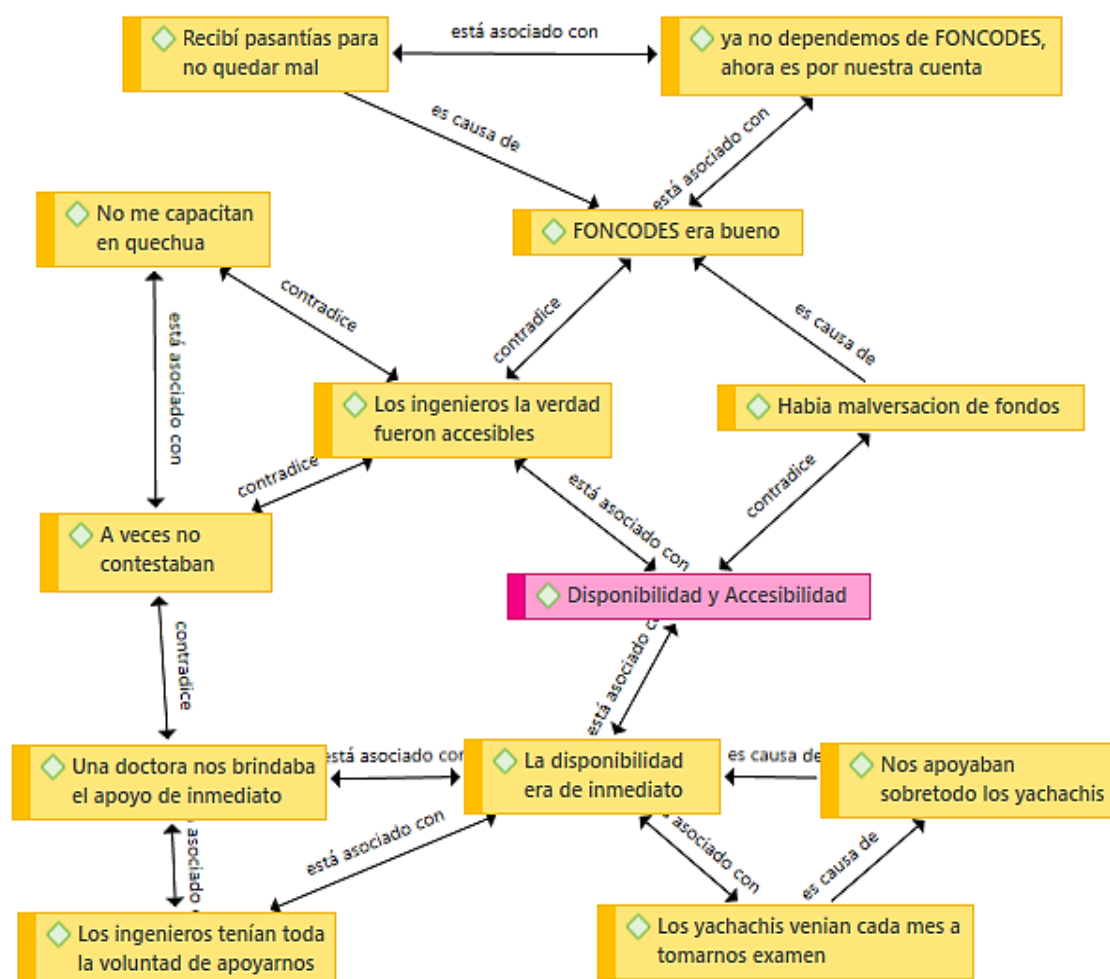 Recibí pasantías para
no quedar mal
está asociado con
ya no dependemos de FONCODES,
ahora es por nuestra cuenta
es causa de
está asociado con
No me capacitan
en quechua
FONCODES era bueno
contradice
contradice
es causa de
está asociado con
Los ingenieros la verdad
fueron accesibles
Habia malversacion de fondos
contradice
está asociado con
contradice
A veces no
contestaban
Disponibilidad y Accesibilidad
contradice
está asociado co
Una doctora nos brindaba
el apoyo de inmediato
está asociado con
La disponibilidad
era de inmediato
es causa de
Nos apoyaban
sobretodo los yachachis
asociado
está asociado con
asociado con
es causa de
Los ingenieros tenían toda
la voluntad de apoyarnos
Los yachachis venian cada mes a
tomarnos examen